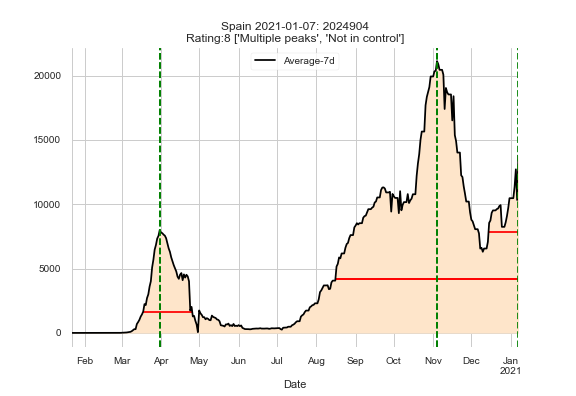 Spain 2021-01-07: 2024904
Rating:8 ['Multiple peaks', 'Not in control']
Average-7d
20000
15000
10000
5000
0
Feb Mar Apr May Jun Jul Aug Sep Oct Nov Dec Jan
2021
Date